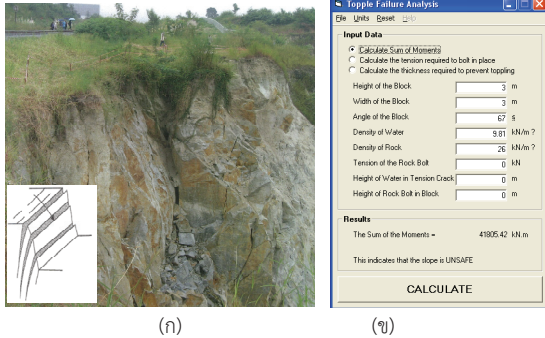 Topple Failure Analysis
File Units Reset Help
Input Data
Calculate Sum of Moments
Calculate the tension required to bolt in place
Calculate the thickness required to prevent toppling
Height of the Block 3 m
Width of the Block 3 m
Angle of the Block 67 §
Density of Water 9.81 kN/m ?
Density of Rock 26 kN/m ?
Tension of the Rock Bolt 0 kN
Height of Water in Tension Crack 0 m
Height of Rock Bolt in Block 0 m
Results
The Sum of the Moments = 41805.42 kN.m
This indicates that the slope is UNSAFE
CALCULATE
(ก) (ข)